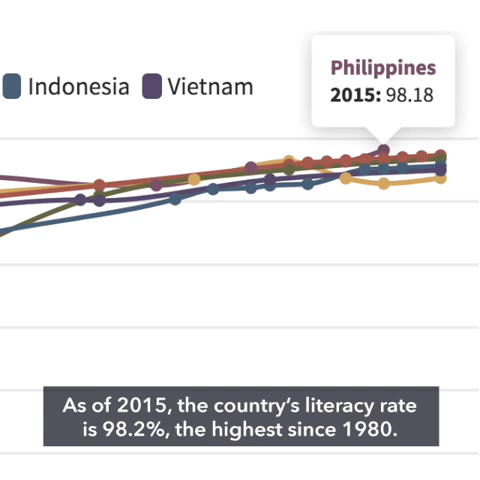 Philippines
2015: 98.18
Indonesia Vietnam
As of 2015, the country's literacy rate
is 98.2%, the highest since 1980.